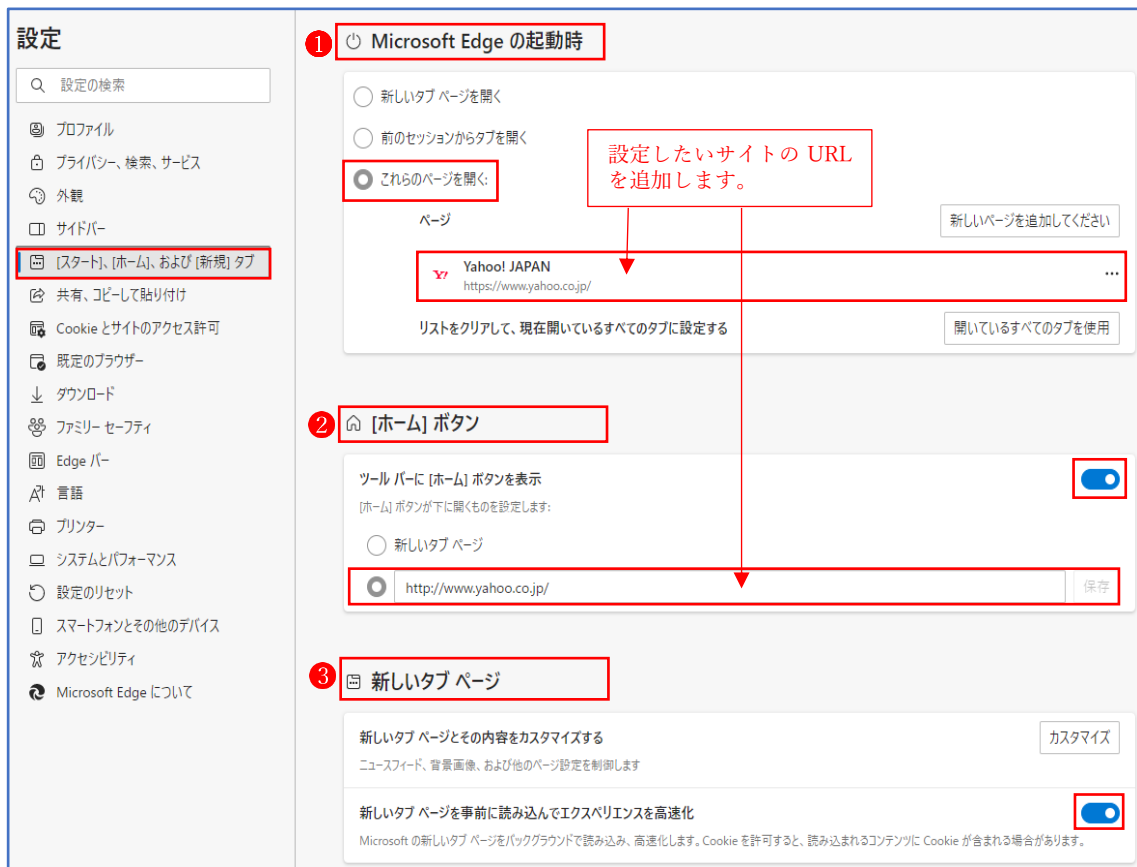 設定
設定の検索
プロファイル
プライバシー、検索、サービス
外観
サイドバー
[スタート]、[ホーム]、および [新規] タブ
共有、コピーして貼り付け
Cookie とサイトのアクセス許可
既定のブラウザー
ダウンロード
ファミリー セーフティ
Edge バー
言語
プリンター
システムとパフォーマンス
設定のリセット
スマートフォンとその他のデバイス
アクセシビリティ
Microsoft Edge について
1 Microsoft Edge の起動時
新しいタブ ページを開く
前のセッションからタブを開く
これらのページを開く:
設定したいサイトの URL
を追加します。
ページ
新しいページを追加してください
Y! Yahoo! JAPAN
https://www.yahoo.co.jp/
リストをクリアして、現在開いているすべてのタブに設定する
開いているすべてのタブを使用
2 [ホーム] ボタン
ツール バーに [ホーム] ボタンを表示
[ホーム] ボタンが下に開くものを設定します:
新しいタブ ページ
http://www.yahoo.co.jp/
保存
3 新しいタブ ページ
新しいタブ ページとその内容をカスタマイズする
カスタマイズ
ニュースフィード、背景画像、および他のページ設定を制御します
新しいタブ ページを事前に読み込んでエクスペリエンスを高速化
Microsoft の新しいタブ ページをバックグラウンドで読み込み、高速化します。Cookie を許可すると、読み込まれるコンテンツに Cookie が含まれる場合があります。